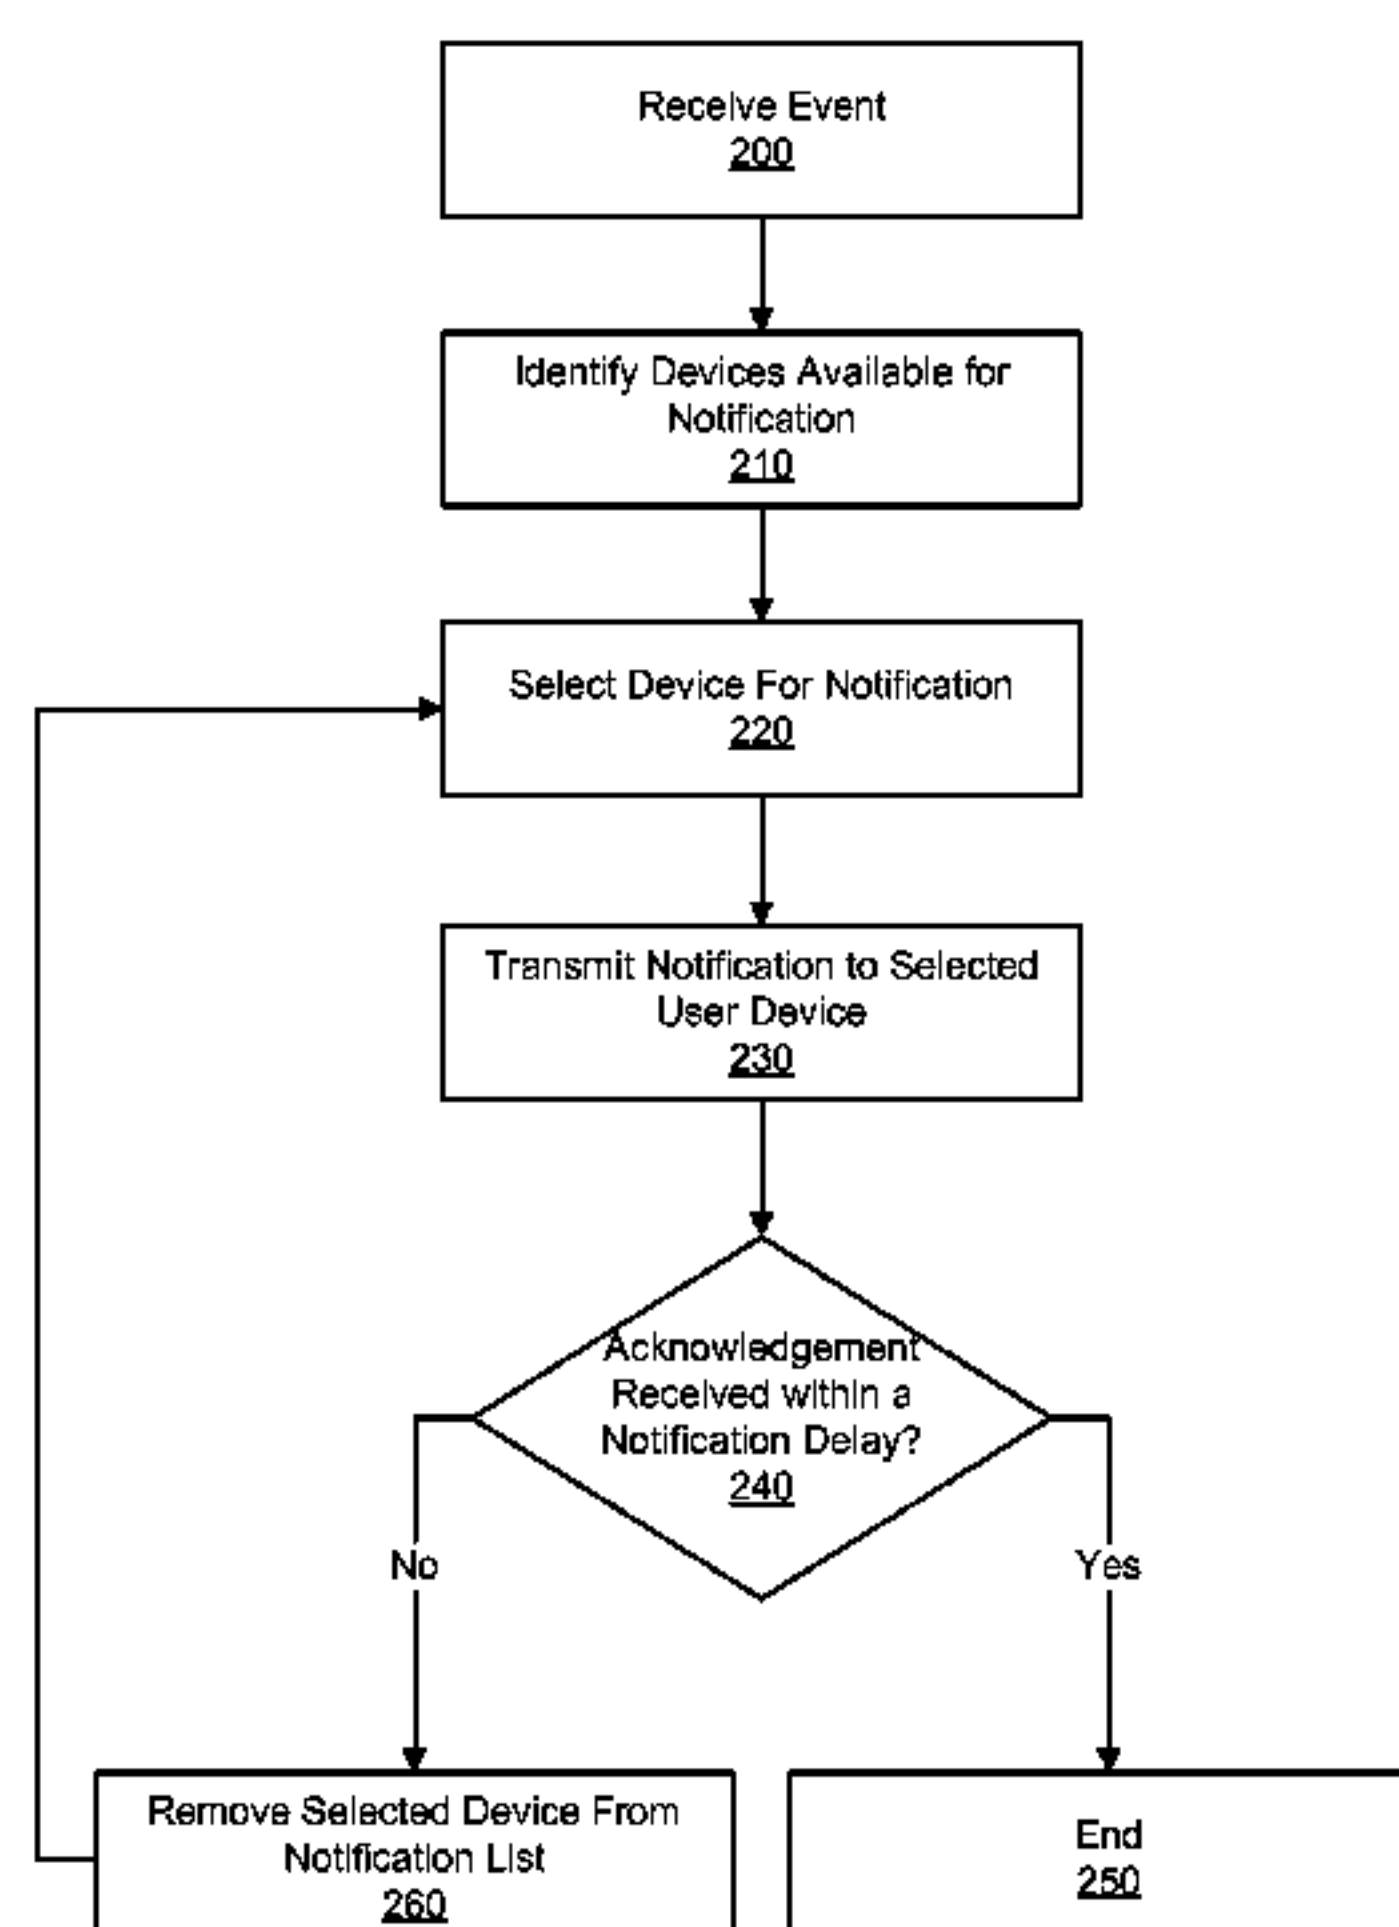 Receive Event
200
Identify Devices Available for
Notification
210
Select Device For Notification
220
Transmit Notification to Selected
User Device
230
Acknowledgement
Received within a
Notification Delay?
240
No
Yes
Remove Selected Device From
Notification List
260
End
250